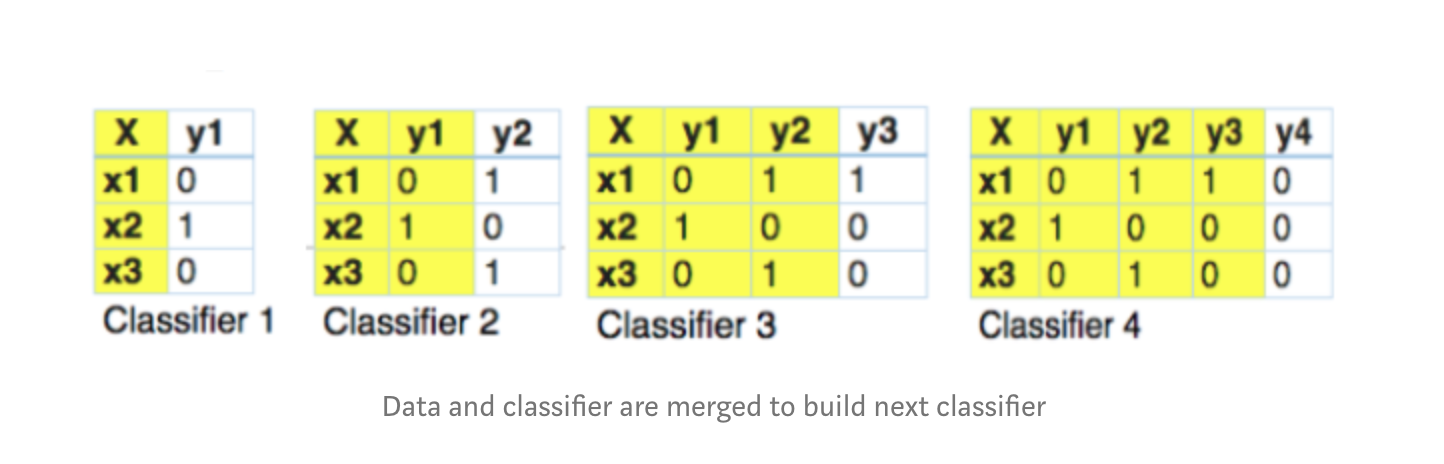 X y1
x1 0
x2 1
x3 0
Classifier 1
X y1 y2
x1 0 1
x2 1 0
x3 0 1
Classifier 2
X y1 y2 y3
x1 0 1 1
x2 1 0 0
x3 0 1 0
Classifier 3
X y1 y2 y3 y4
x1 0 1 1 0
x2 1 0 0 0
x3 0 1 0 0
Classifier 4
Data and classifier are merged to build next classifier